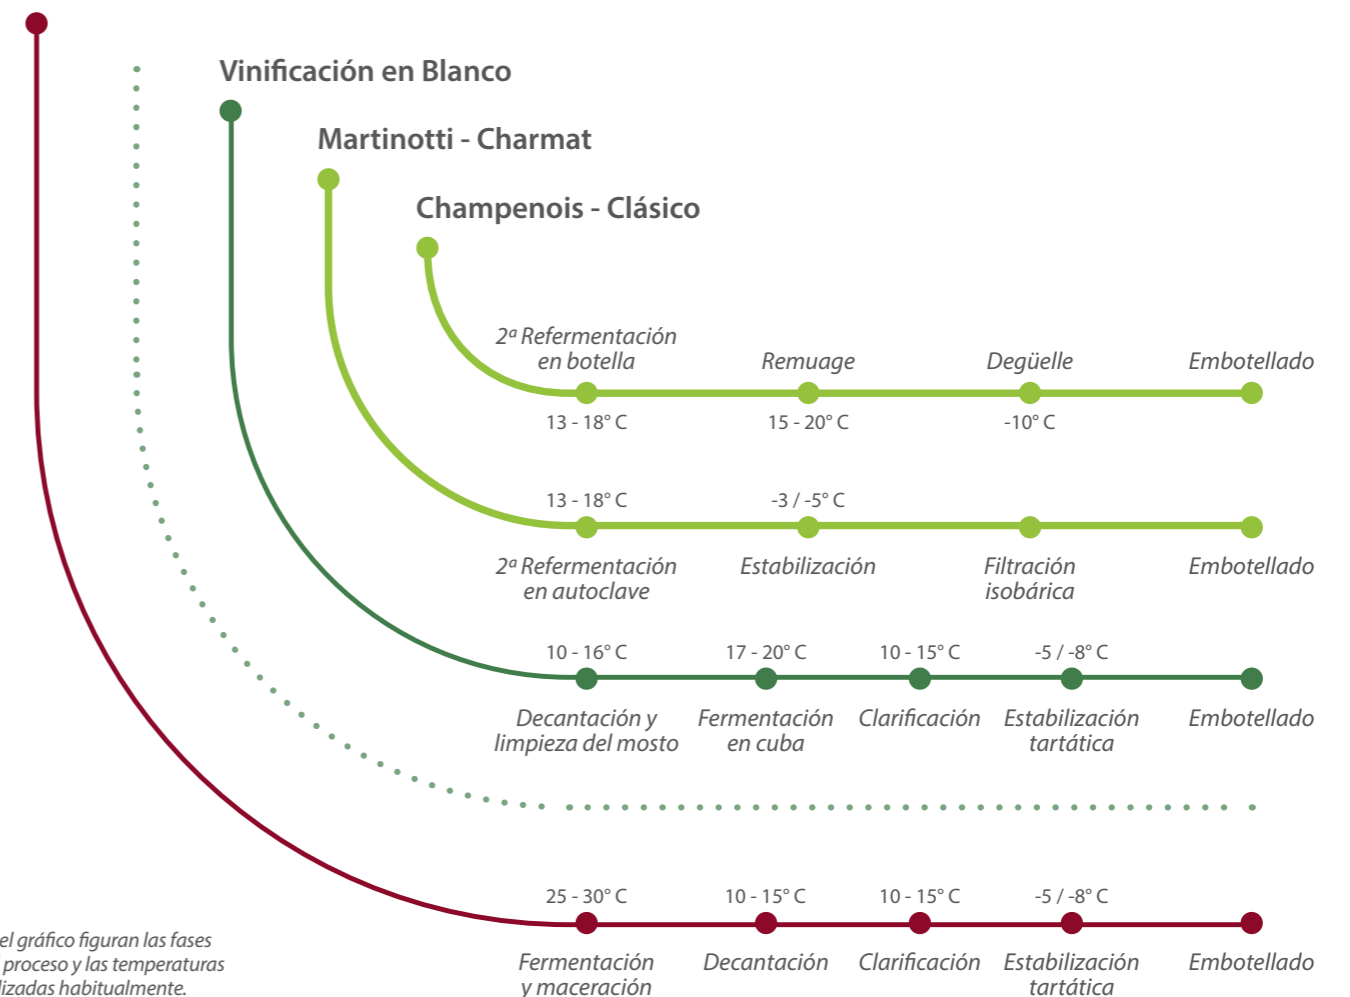 Vinificación en Blanco
Martinotti - Charmat
Champenois - Clásico
2ª Refermentación
en botella
Remuage
Degüelle
Embotellado
13 - 18° C
15 - 20° C
-10° C
13 - 18° C
-3 / -5° C
2ª Refermentación
en autoclave
Estabilización
Filtración
isobárica
Embotellado
10 - 16° C
17 - 20° C
10 - 15° C
-5 / -8° C
Decantación y
limpieza del mosto
Fermentación
en cuba
Clarificación
Estabilización
tartática
Embotellado
25 - 30° C
10 - 15° C
10 - 15° C
-5 / -8° C
Fermentación
y maceración
Decantación
Clarificación
Estabilización
tartática
Embotellado
el gráfico figuran las fases
proceso y las temperaturas
lizadas habitualmente.